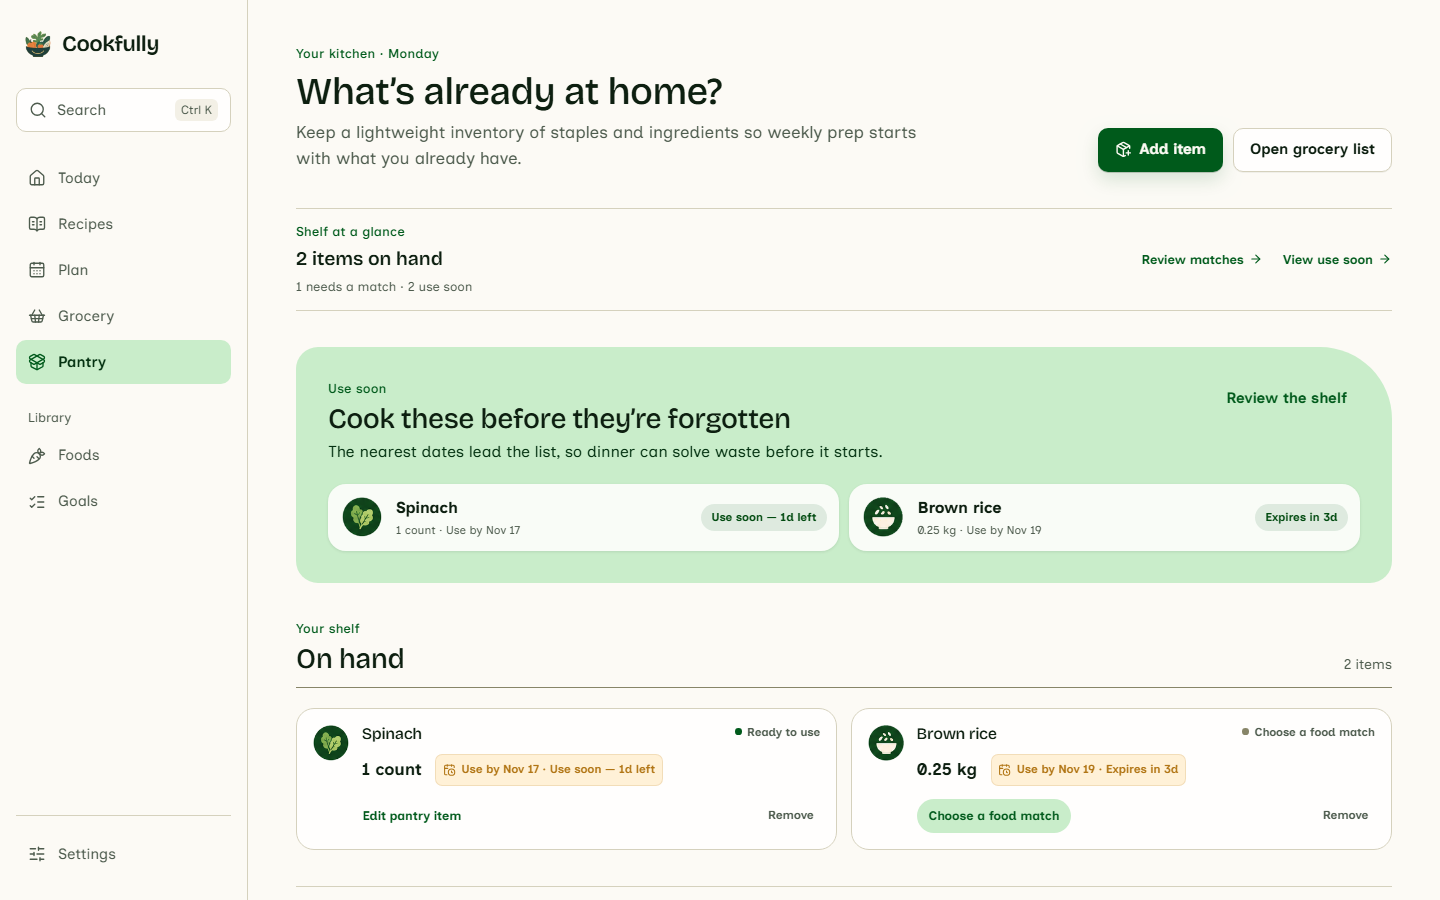 Cookfully
Search
Ctrl K
Today
Recipes
Plan
Grocery
Pantry
Library
Foods
Goals
Settings
Your kitchen · Monday
What's already at home?
Keep a lightweight inventory of staples and ingredients so weekly prep starts
with what you already have.
Add item
Open grocery list
Shelf at a glance
2 items on hand
1 needs a match · 2 use soon
Review matches →
View use soon →
Use soon
Cook these before they're forgotten
The nearest dates lead the list, so dinner can solve waste before it starts.
Review the shelf
Spinach
1 count · Use by Nov 17
Use soon — 1d left
Brown rice
0.25 kg · Use by Nov 19
Expires in 3d
Your shelf
On hand
2 items
Spinach
Ready to use
1 count
Use by Nov 17 · Use soon — 1d left
Edit pantry item
Remove
Brown rice
Choose a food match
0.25 kg
Use by Nov 19 · Expires in 3d
Choose a food match
Remove